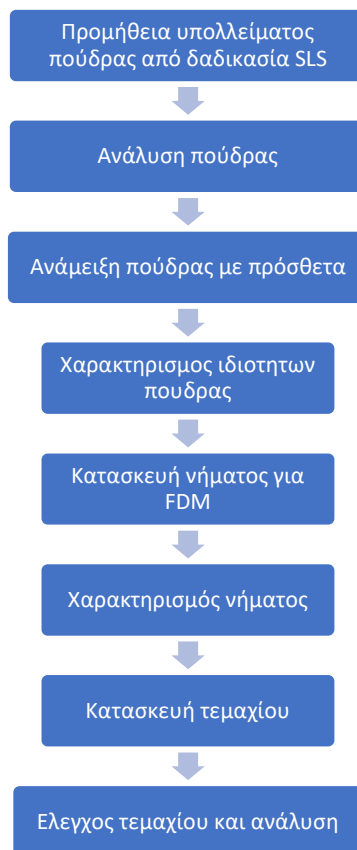 Προμήθεια υπολλείματος
πούδρας από δαδικασία SLS
Ανάλυση πούδρας
Ανάμειξη πούδρας με πρόσθετα
Χαρακτηρισμος ιδιοτητων
πουδρας
Κατασκευή νήματος για
FDM
Χαρακτηρισμός νήματος
Κατασκευή τεμαχίου
Ελεγχος τεμαχίου και ανάλυση